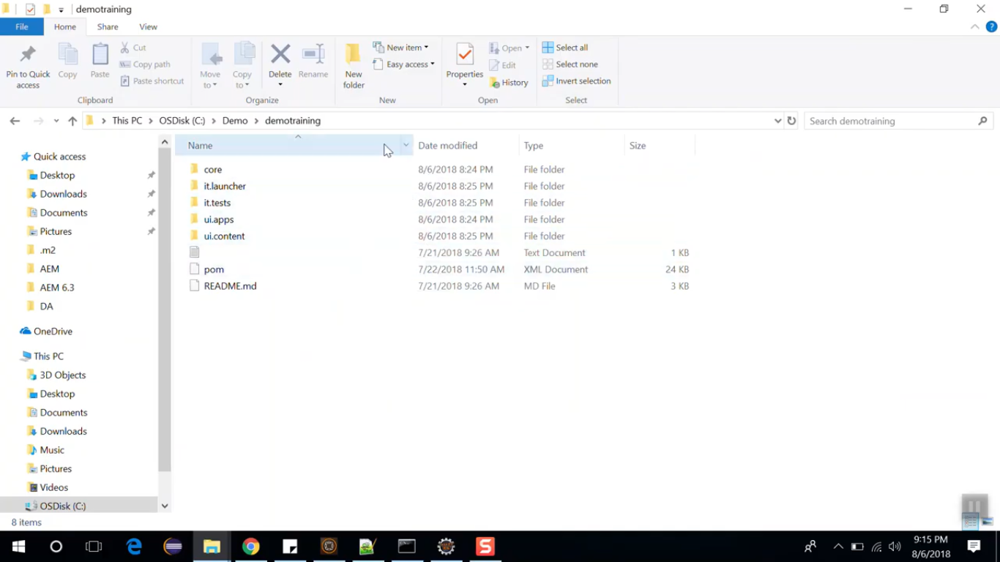 demotraining
File Home Share View
Pin to Quick access
Copy
Paste
Cut
Copy path
Paste shortcut
Clipboard
Move to
Copy to
Delete
Rename
Organize
New folder
New item
Easy access
New
Properties
Open
Edit
History
Open
Select all
Select none
Invert selection
Select
This PC OSDisk (C:) Demo demotraining
Search demotraining
Quick access
Desktop
Downloads
Documents
Pictures
.m2
AEM
AEM 6.3
DA
OneDrive
This PC
3D Objects
Desktop
Documents
Downloads
Music
Pictures
Videos
OSDisk (C:)
Name Date modified Type Size
core 8/6/2018 8:24 PM File folder
it.launcher 8/6/2018 8:25 PM File folder
it.tests 8/6/2018 8:25 PM File folder
ui.apps 8/6/2018 8:24 PM File folder
ui.content 8/6/2018 8:25 PM File folder
7/21/2018 9:26 AM Text Document 1 KB
pom 7/22/2018 11:50 AM XML Document 24 KB
README.md 7/21/2018 9:26 AM MD File 3 KB
8 items
9:15 PM
8/6/2018